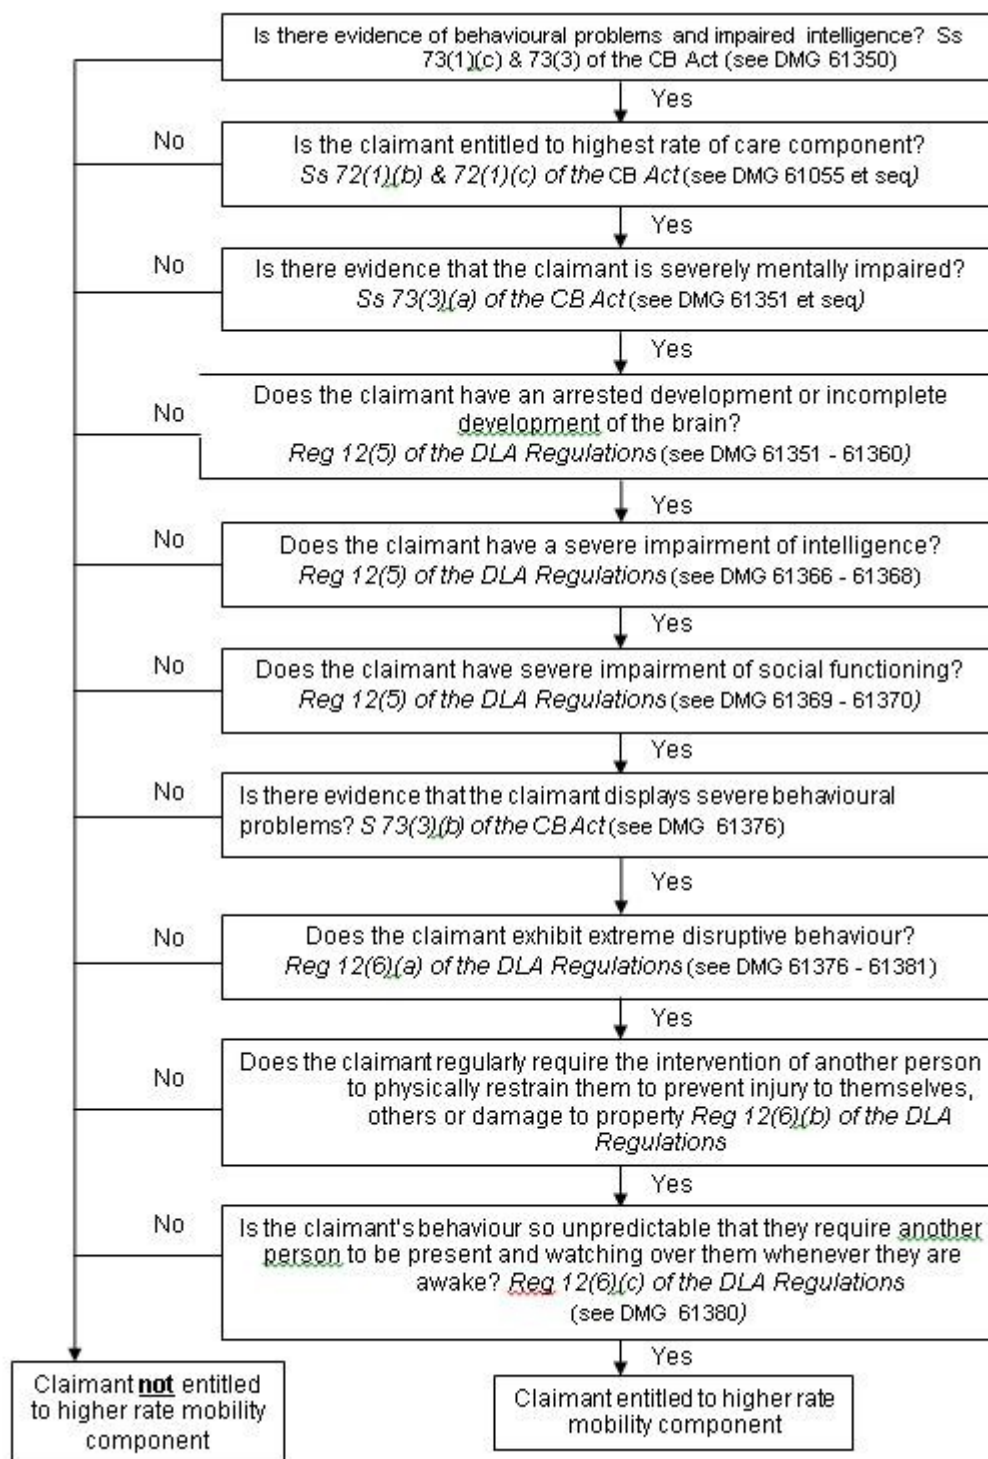 Is there evidence of behavioural problems and impaired intelligence? Ss
73(1)(c) & 73(3) of the CB Act (see DMG 61350)
Yes
No
Is the claimant entitled to highest rate of care component?
Ss 72(1)(b) & 72(1)(c) of the CB Act (see DMG 61055 et seq)
Yes
No
Is there evidence that the claimant is severely mentally impaired?
Ss 73(3)(a) of the CB Act (see DMG 61351 et seq)
Yes
No
Does the claimant have an arrested development or incomplete
development of the brain?
Reg 12(5) of the DLA Regulations (see DMG 61351 - 61360)
Yes
No
Does the claimant have a severe impairment of intelligence?
Reg 12(5) of the DLA Regulations (see DMG 61366 - 61368)
Yes
No
Does the claimant have severe impairment of social functioning?
Reg 12(5) of the DLA Regulations (see DMG 61369 - 61370)
Yes
No
Is there evidence that the claimant displays severe behavioural
problems? S 73(3)(b) of the CB Act (see DMG 61376)
Yes
No
Does the claimant exhibit extreme disruptive behaviour?
Reg 12(6)(a) of the DLA Regulations (see DMG 61376 - 61381)
Yes
No
Does the claimant regularly require the intervention of another person
to physically restrain them to prevent injury to themselves,
others or damage to property Reg 12(6)(b) of the DLA
Regulations
Yes
No
Is the claimant's behaviour so unpredictable that they require another
person to be present and watching over them whenever they are
awake? Reg 12(6)(c) of the DLA Regulations
(see DMG 61380)
Yes
Claimant not entitled
to higher rate mobility
component
Claimant entitled to higher rate
mobility component